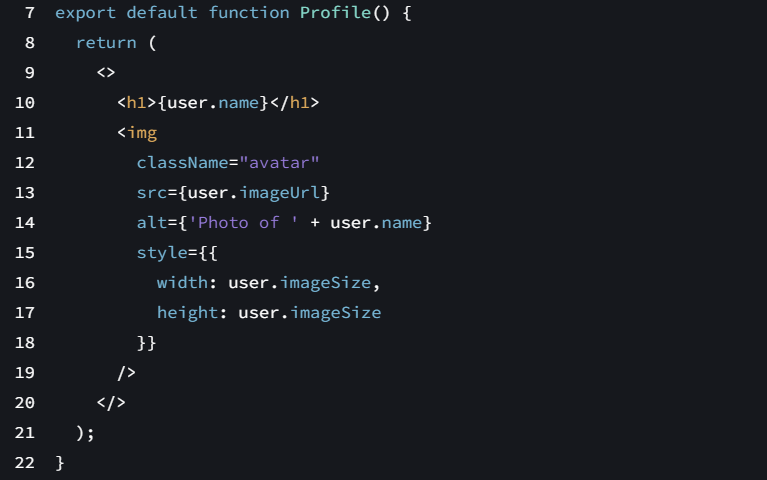 7 export default function Profile() {
8   return (
9     <>
10       <h1>{user.name}</h1>
11       <img
12         className="avatar"
13         src={user.imageUrl}
14         alt={'Photo of ' + user.name}
15         style={{
16           width: user.imageSize,
17           height: user.imageSize
18         }}
19       />
20     </>
21   );
22 }